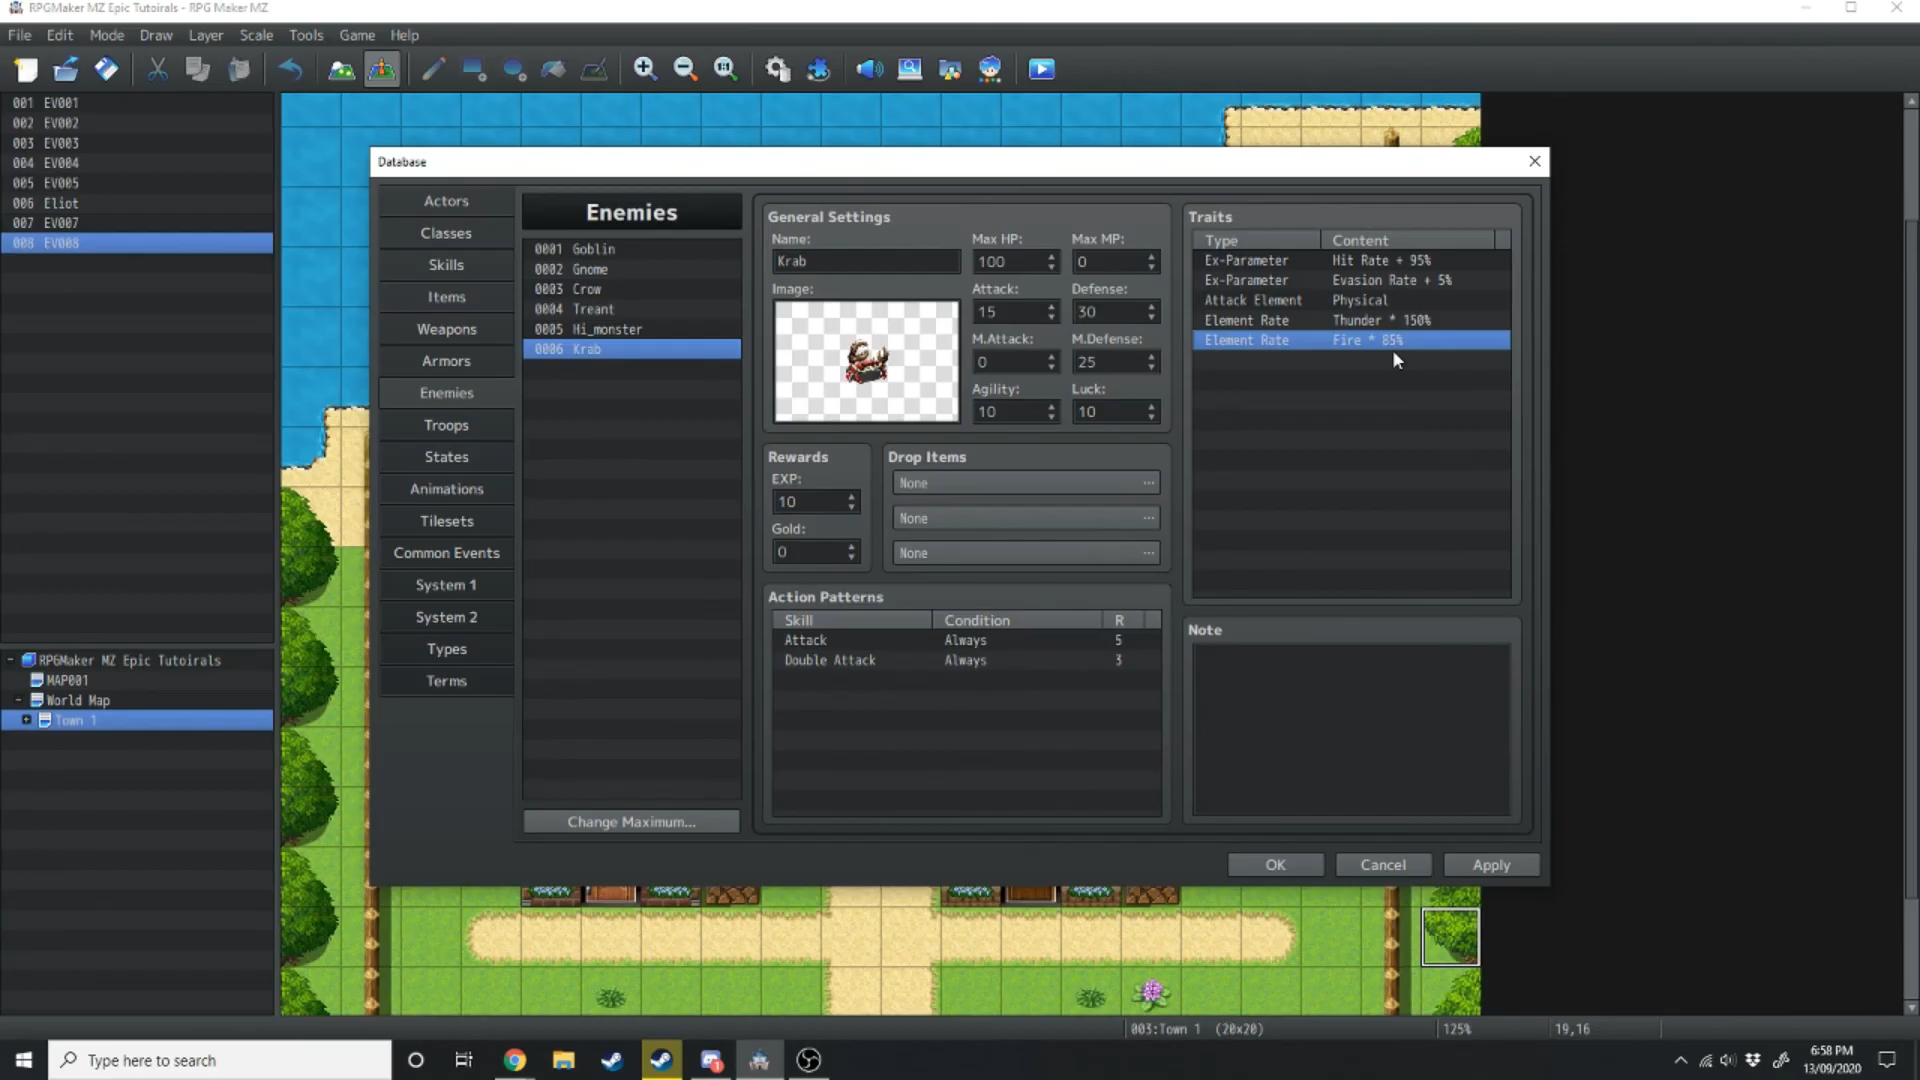 RPGMaker MZ Epic Tutoirals - RPG Maker MZ
File Edit Mode Draw Layer Scale Tools Game Help
001 EV001
002 EV002
003 EV003
004 EV004
005 EV005
006 Eliot
007 EV007
008 EV008
RPGMaker MZ Epic Tutoirals
MAP001
World Map
Town 1
Database
Actors
Classes
Skills
Items
Weapons
Armors
Enemies
Troops
States
Animations
Tilesets
Common Events
System 1
System 2
Types
Terms
Enemies
0001 Goblin
0002 Gnome
0003 Crow
0004 Treant
0005 Hi_monster
0006 Krab
Change Maximum...
General Settings
Name: Max HP: Max MP:
Krab 100 0
Image: Attack: Defense:
15 30
M.Attack: M.Defense:
0 25
Agility: Luck:
10 10
Rewards
EXP:
10
Gold:
0
Drop Items
None ...
None ...
None ...
Action Patterns
Skill Condition R
Attack Always 5
Double Attack Always 3
Traits
Type Content
Ex-Parameter Hit Rate + 95%
Ex-Parameter Evasion Rate + 5%
Attack Element Physical
Element Rate Thunder * 150%
Element Rate Fire * 85%
Note
OK Cancel Apply
003:Town 1 (20x20) 125% 19,16
Type here to search
6:58 PM
13/09/2020